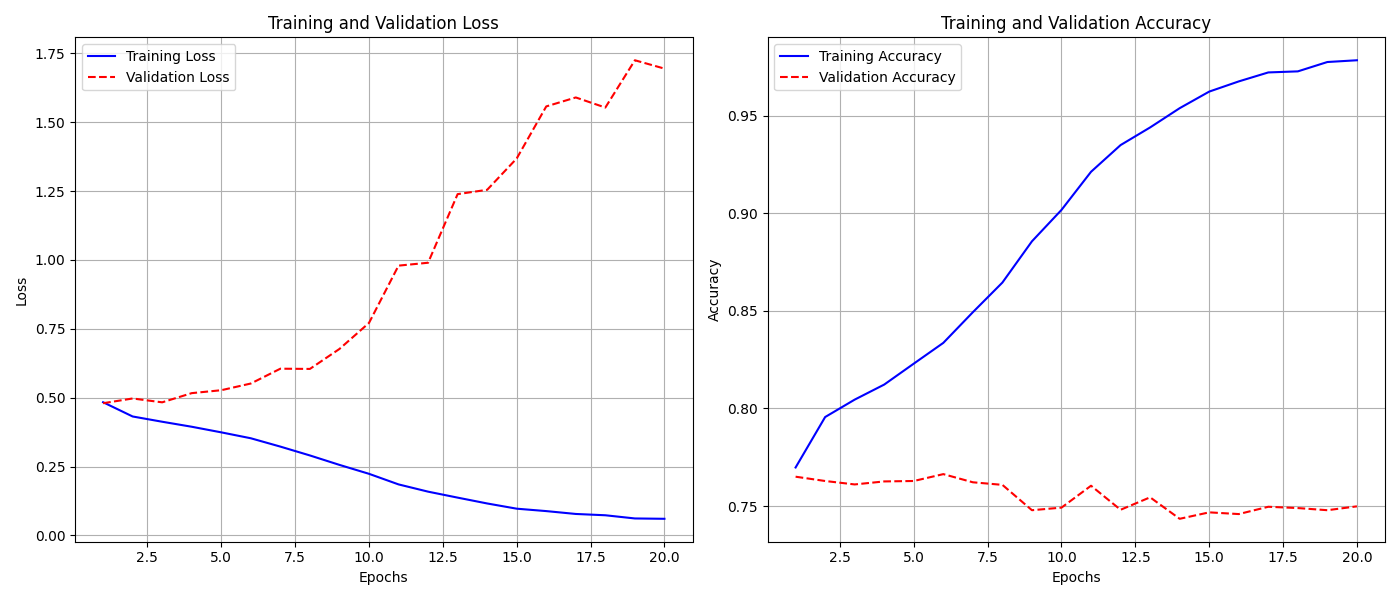 Training and Validation Loss
Training Loss
Validation Loss
1.75
1.50
1.25
1.00
0.75
0.50
0.25
0.00
Loss
2.5 5.0 7.5 10.0 12.5 15.0 17.5 20.0
Epochs
Training and Validation Accuracy
Training Accuracy
Validation Accuracy
0.95
0.90
0.85
0.80
0.75
Accuracy
2.5 5.0 7.5 10.0 12.5 15.0 17.5 20.0
Epochs